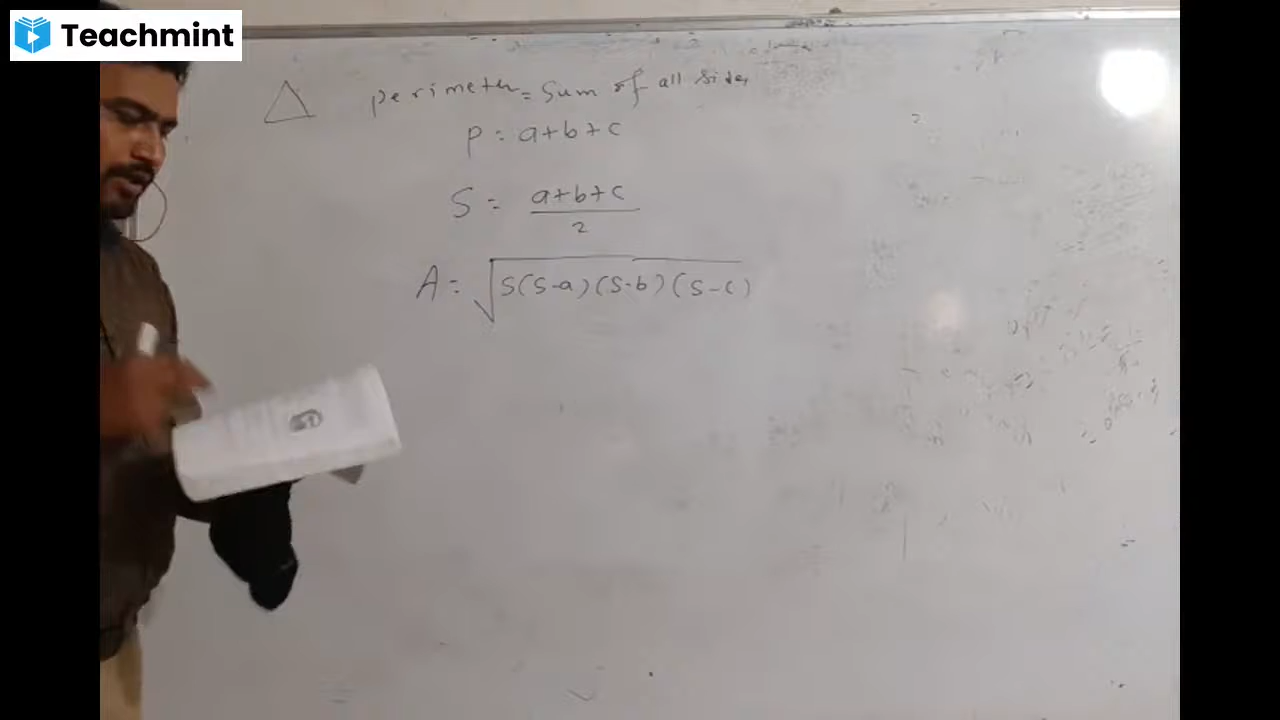 Teachmint
perimeter = Sum of all sides
P = a+b+c
S = a+b+c
2
A = √S(S-a)(S-b)(S-c)